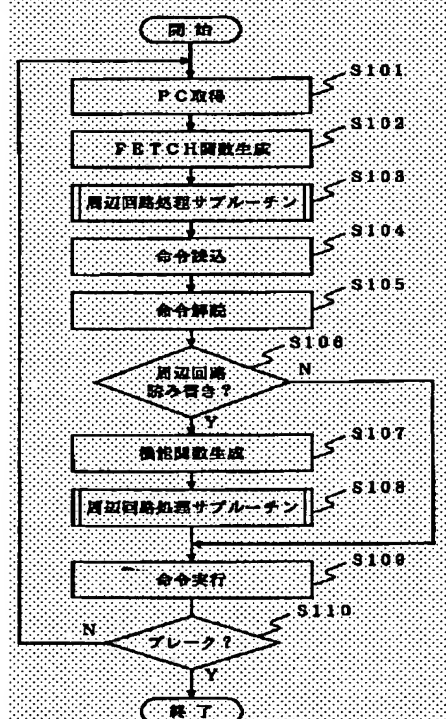 開始
S101
PC取得
S102
FETCH関数生成
S103
周辺回路処理サブルーチン
S104
命令読込
S105
命令解読
S106
周辺回路
読み書き？
N
Y
S107
機能関数生成
S108
周辺回路処理サブルーチン
S109
命令実行
S110
N
ブレーク？
Y
終了